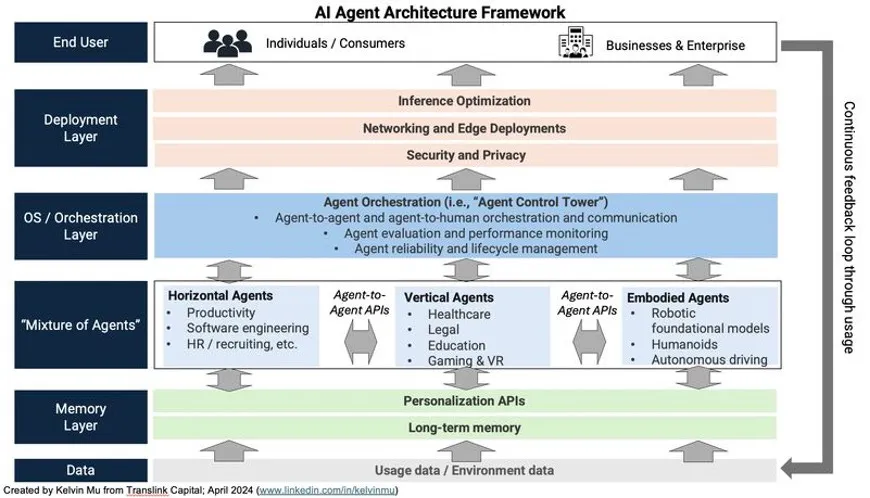 AI Agent Architecture Framework
End User
Individuals / Consumers
Businesses & Enterprise
Deployment
Layer
Inference Optimization
Networking and Edge Deployments
Security and Privacy
OS / Orchestration
Layer
Agent Orchestration (i.e., “Agent Control Tower”)
• Agent-to-agent and agent-to-human orchestration and communication
• Agent evaluation and performance monitoring
• Agent reliability and lifecycle management
“Mixture of Agents”
Horizontal Agents
• Productivity
• Software engineering
• HR / recruiting, etc.
Agent-to-
Agent APIs
Vertical Agents
• Healthcare
• Legal
• Education
• Gaming & VR
Agent-to-
Agent APIs
Embodied Agents
• Robotic
foundational models
• Humanoids
• Autonomous driving
Memory
Layer
Personalization APIs
Long-term memory
Data
Usage data / Environment data
Continuous feedback loop through usage
Created by Kelvin Mu from Translink Capital; April 2024 (www.linkedin.com/in/kelvinmu)